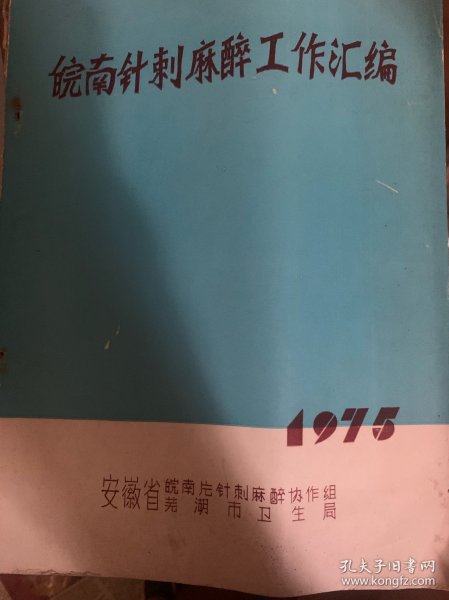 皖南针刺麻醉工作汇编
1975
安徽省皖南片针刺麻醉协作组
芜湖市卫生局
孔夫子旧书网
www.kongfz.com